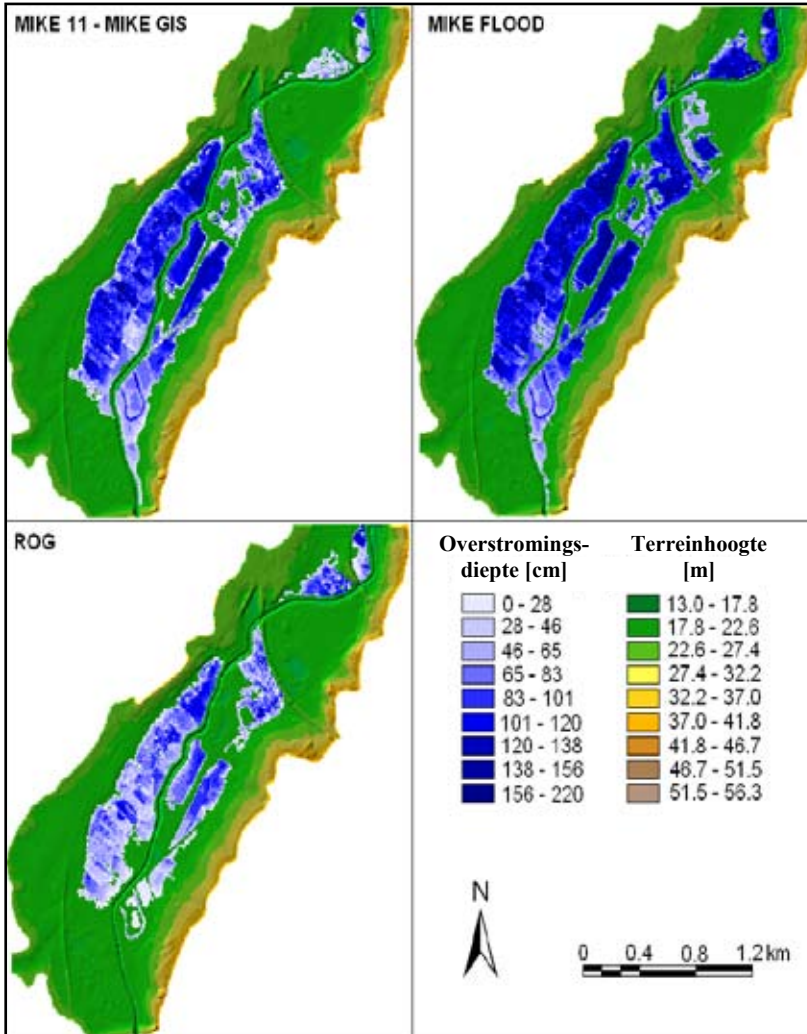 MIKE 11 - MIKE GIS
MIKE FLOOD
ROG
Overstromings-
diepte [cm]
0 - 28
28 - 46
46 - 65
65 - 83
83 - 101
101 - 120
120 - 138
138 - 156
156 - 220
Terreinhoogte
[m]
13.0 - 17.8
17.8 - 22.6
22.6 - 27.4
27.4 - 32.2
32.2 - 37.0
37.0 - 41.8
41.8 - 46.7
46.7 - 51.5
51.5 - 56.3
N
0 0.4 0.8 1.2 km